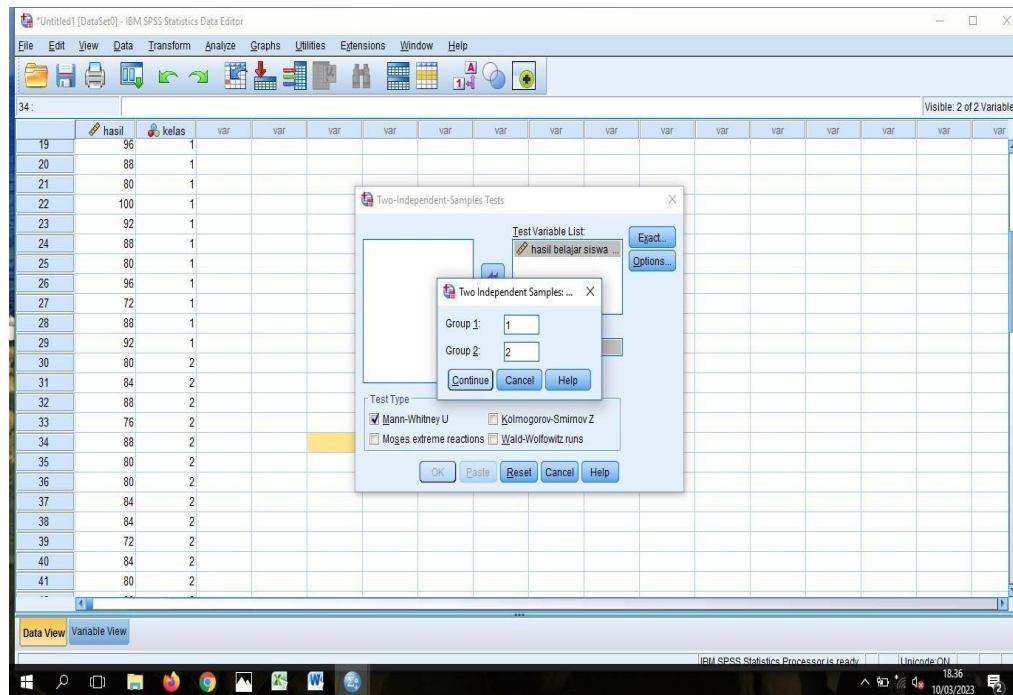 *Untitled1 [DataSet0] - IBM SPSS Statistics Data Editor
File Edit View Data Transform Analyze Graphs Utilities Extensions Window Help
34 :
Visible: 2 of 2 Variable
hasil kelas var var var var var var var var var var var var var var var
19 96 1
20 88 1
21 80 1
22 100 1
23 92 1
24 88 1
25 80 1
26 96 1
27 72 1
28 88 1
29 92 1
30 80 2
31 84 2
32 88 2
33 76 2
34 88 2
35 80 2
36 80 2
37 84 2
38 84 2
39 72 2
40 84 2
41 80 2
Two-Independent-Samples Tests
Test Variable List:
hasil belajar siswa ...
Exact...
Options...
Two Independent Samples: ...
Group 1: 1
Group 2: 2
Continue Cancel Help
Test Type
Mann-Whitney U Kolmogorov-Smirnov Z
Moses extreme reactions Wald-Wolfowitz runs
OK Paste Reset Cancel Help
Data View Variable View
IBM SPSS Statistics Processor is ready Unicode:ON
18.36
10/03/2023